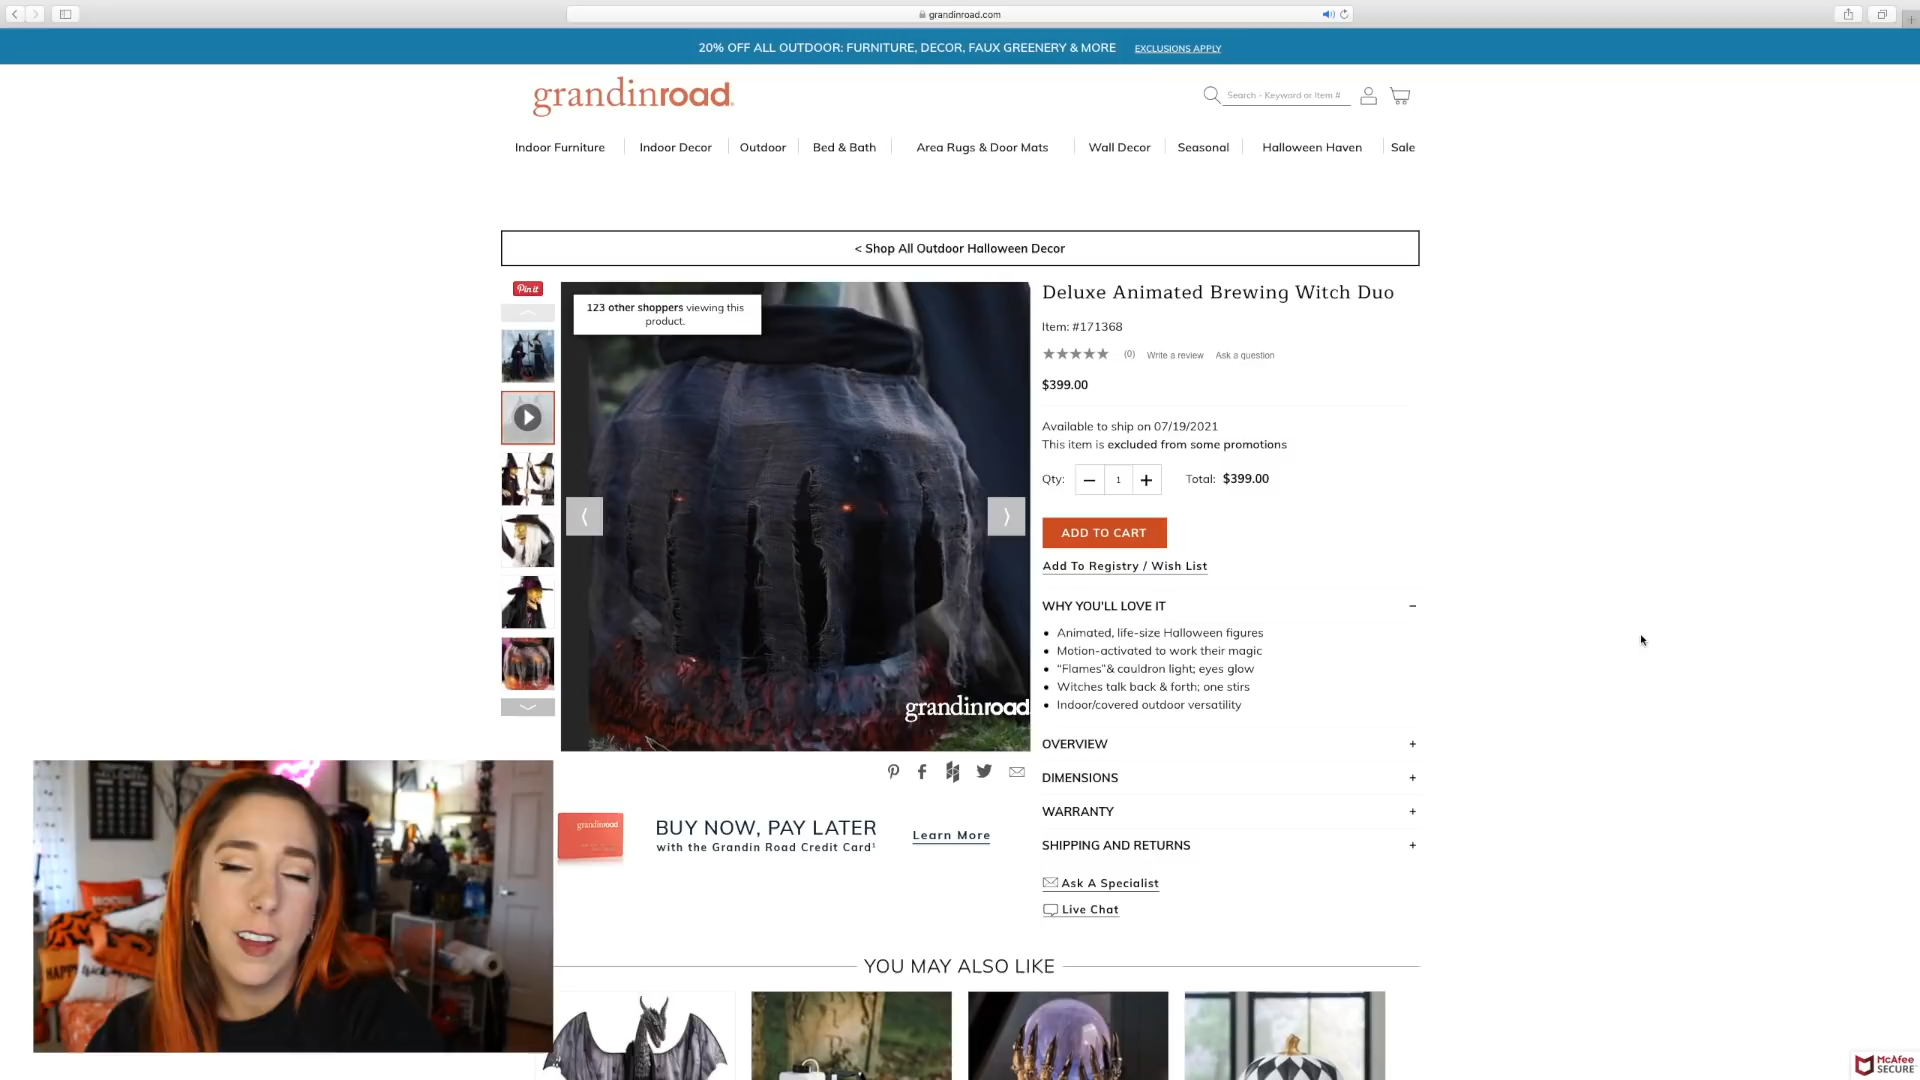 grandinroad.com
20% OFF ALL OUTDOOR: FURNITURE, DECOR, FAUX GREENERY & MORE EXCLUSIONS APPLY
grandinroad
Search - Keyword or Item #
Indoor Furniture Indoor Decor Outdoor Bed & Bath Area Rugs & Door Mats Wall Decor Seasonal Halloween Haven Sale
< Shop All Outdoor Halloween Decor
Pin it
123 other shoppers viewing this
product.
grandinroad
Deluxe Animated Brewing Witch Duo
Item: #171368
(0) Write a review Ask a question
$399.00
Available to ship on 07/19/2021
This item is excluded from some promotions
Qty: 1 Total: $399.00
ADD TO CART
Add To Registry / Wish List
WHY YOU'LL LOVE IT
• Animated, life-size Halloween figures
• Motion-activated to work their magic
• “Flames”& cauldron light; eyes glow
• Witches talk back & forth; one stirs
• Indoor/covered outdoor versatility
OVERVIEW +
DIMENSIONS +
WARRANTY +
SHIPPING AND RETURNS +
Ask A Specialist
Live Chat
grandinroad
BUY NOW, PAY LATER
with the Grandin Road Credit Card¹
Learn More
YOU MAY ALSO LIKE
McAfee
SECURE